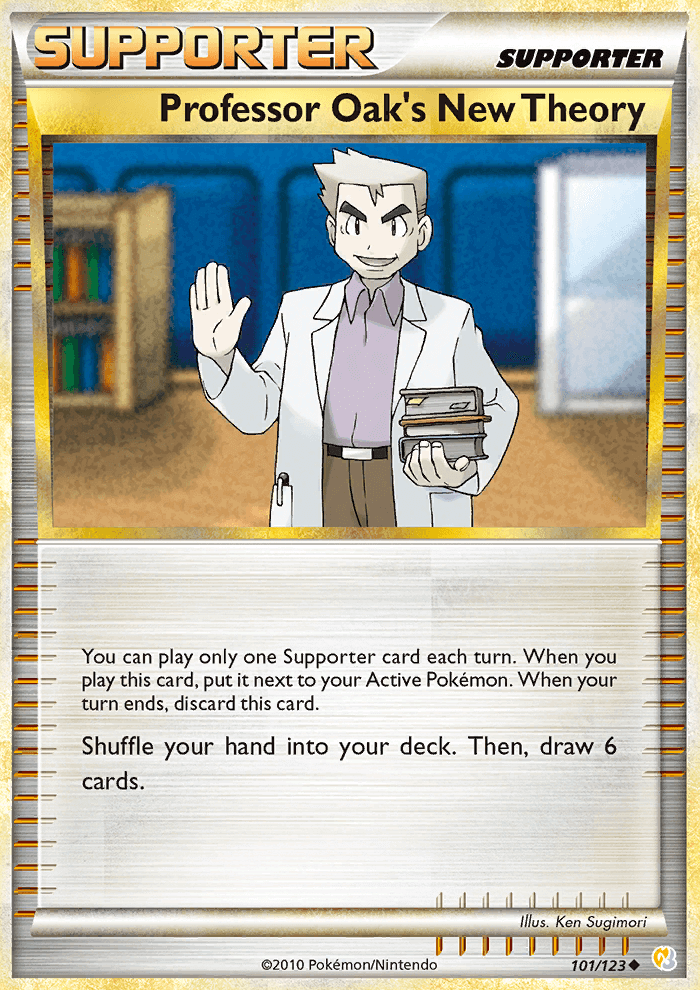 SUPPORTER
SUPPORTER
Professor Oak's New Theory
You can play only one Supporter card each turn. When you
play this card, put it next to your Active Pokémon. When your
turn ends, discard this card.
Shuffle your hand into your deck. Then, draw 6
cards.
Illus. Ken Sugimori
©2010 Pokémon/Nintendo
101/123